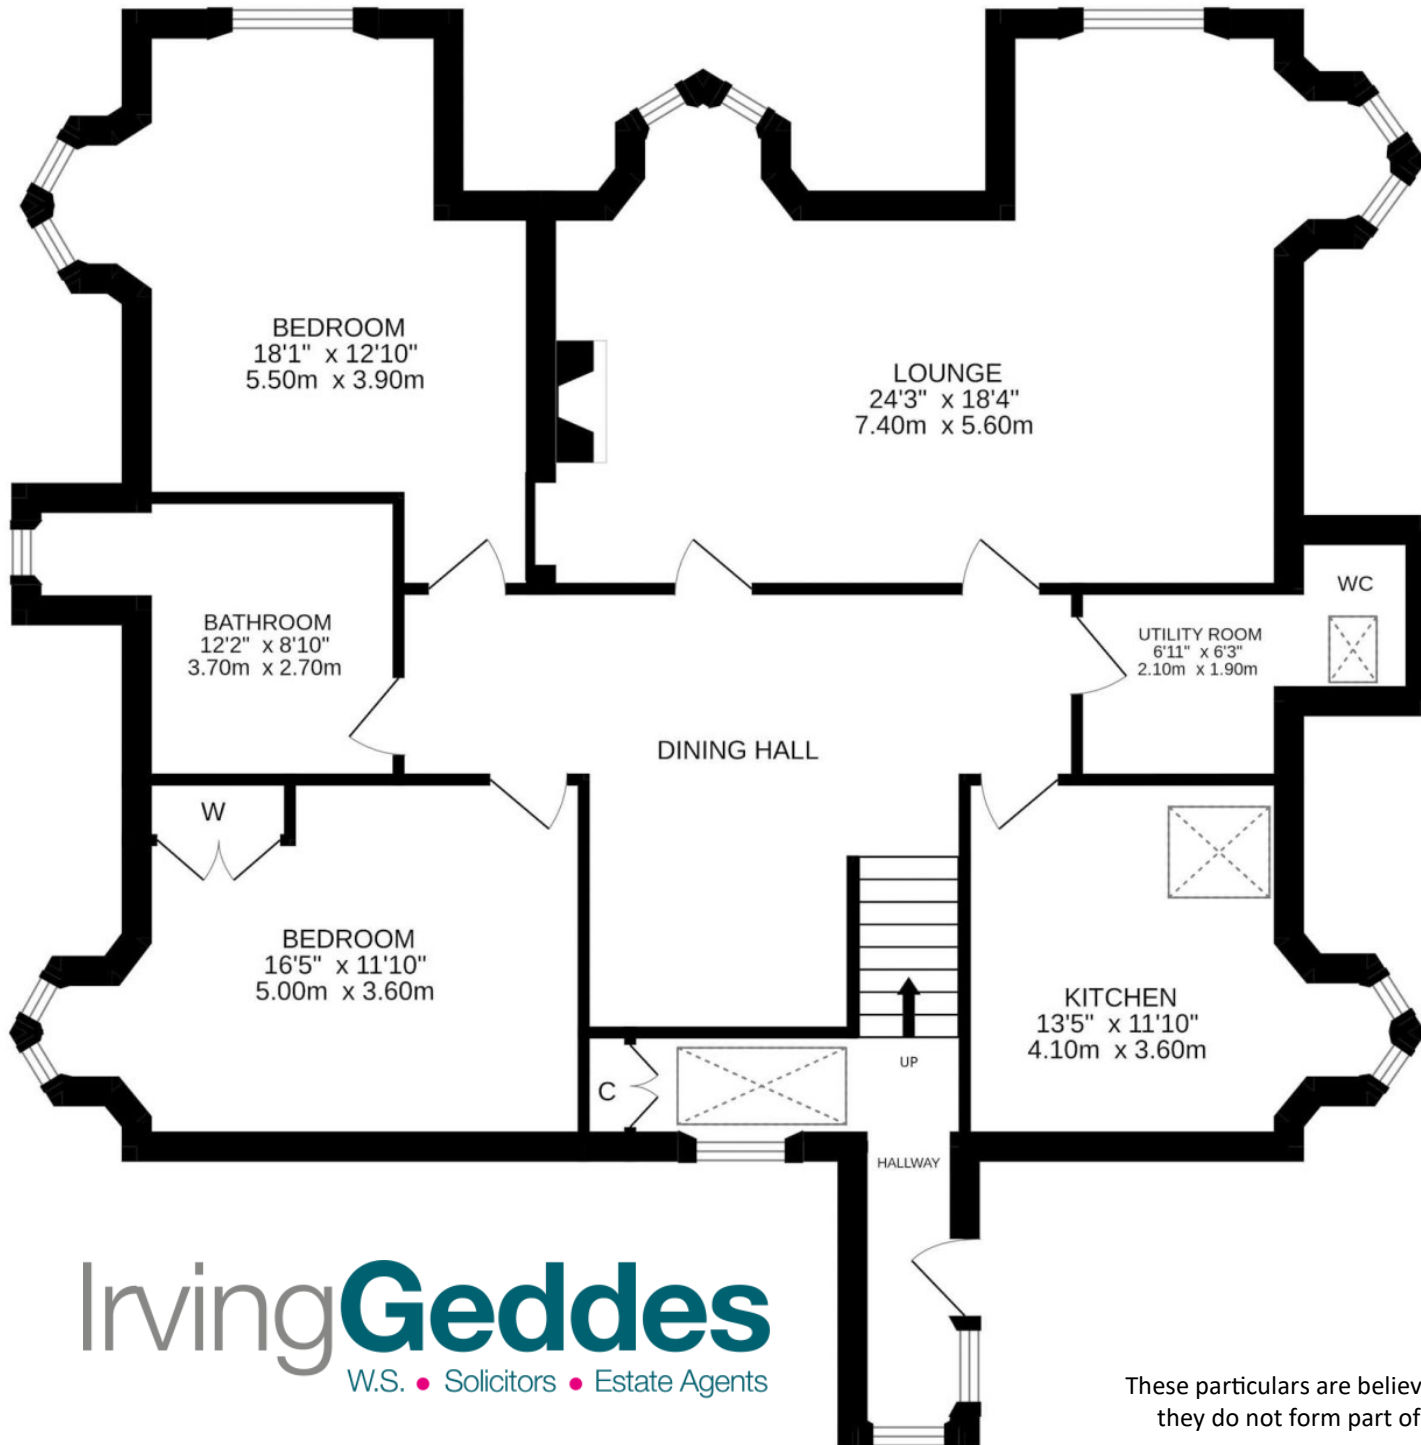 BEDROOM
18'1" x 12'10"
5.50m x 3.90m
LOUNGE
24'3" x 18'4"
7.40m x 5.60m
BATHROOM
12'2" x 8'10"
3.70m x 2.70m
WC
UTILITY ROOM
6'11" x 6'3"
2.10m x 1.90m
DINING HALL
W
BEDROOM
16'5" x 11'10"
5.00m x 3.60m
KITCHEN
13'5" x 11'10"
4.10m x 3.60m
C
UP
HALLWAY
IrvingGeddes
W.S. • Solicitors • Estate Agents
These particulars are believ
they do not form part of